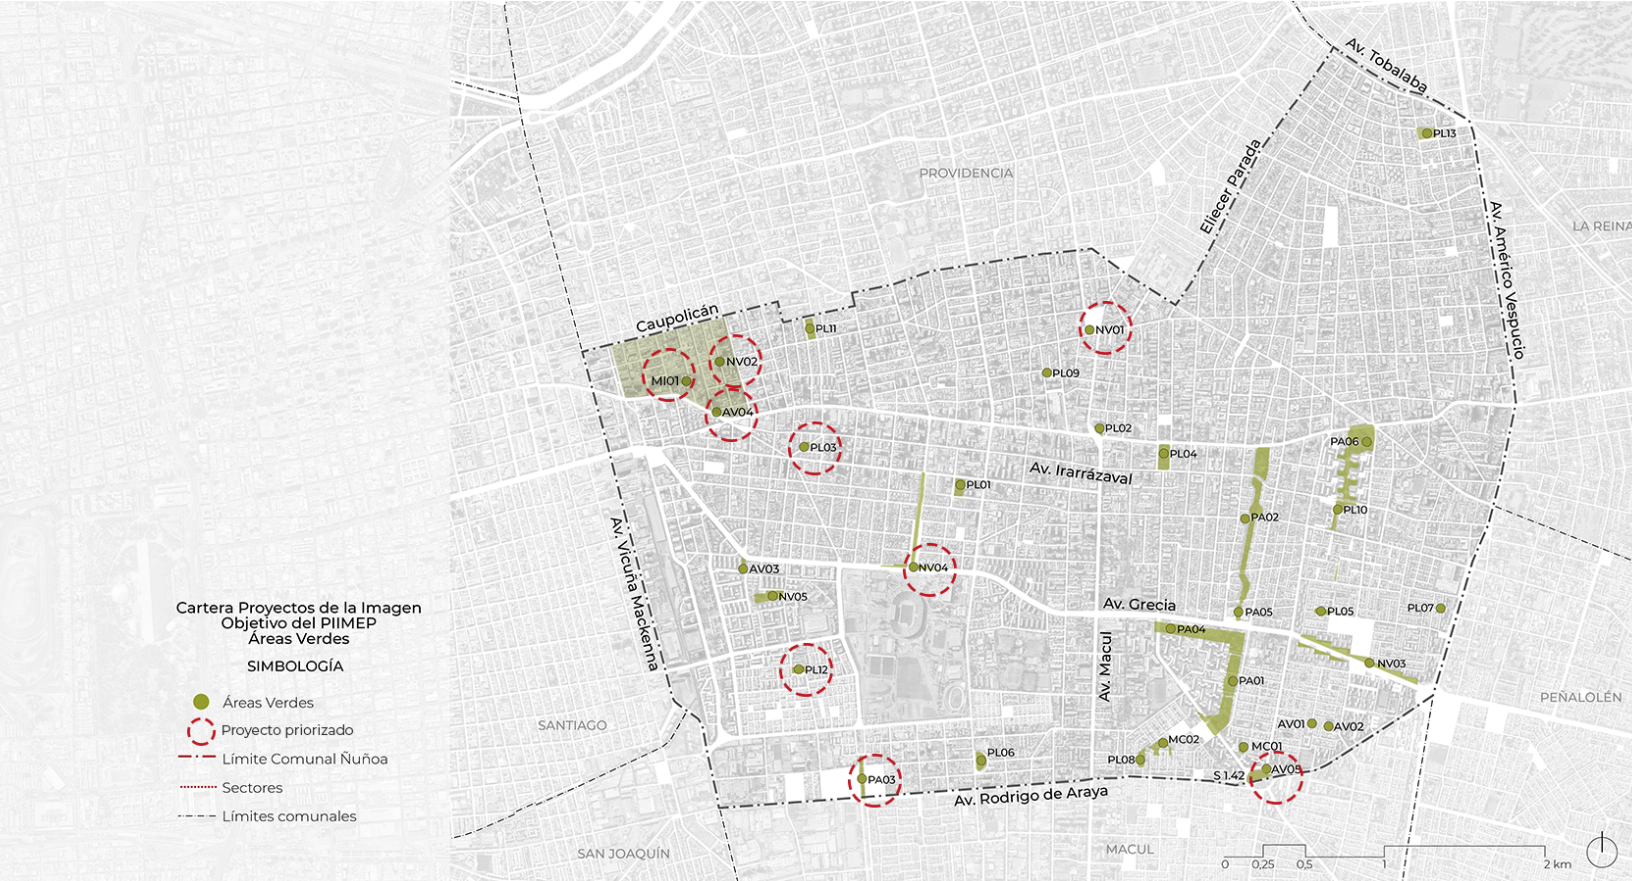 Av. Tobalaba
PL13
Eliecer Parada
PROVIDENCIA
Av. Américo Vespucio
LA REINA
Caupolicán
PL11
NV01
NV02
MI01
PL09
AV04
PL02
PL03
PA06
PL04
Av. Irarrázaval
PL01
PL10
PA02
Av. Vicuña Mackenna
AV03
NV04
NV05
Av. Grecia
PA05
PL05
PL07
PA04
Av. Macul
NV03
PL12
PA01
PEÑALOLÉN
SANTIAGO
AV01
AV02
MC02
MC01
PL06
PL08
AV05
S 1.42
PA03
Av. Rodrigo de Araya
SAN JOAQUÍN
MACUL
Cartera Proyectos de la Imagen
Objetivo del PIIMEP
Áreas Verdes
SIMBOLOGÍA
Áreas Verdes
Proyecto priorizado
Límite Comunal Ñuñoa
Sectores
Límites comunales
0 0,25 0,5 1 2 km